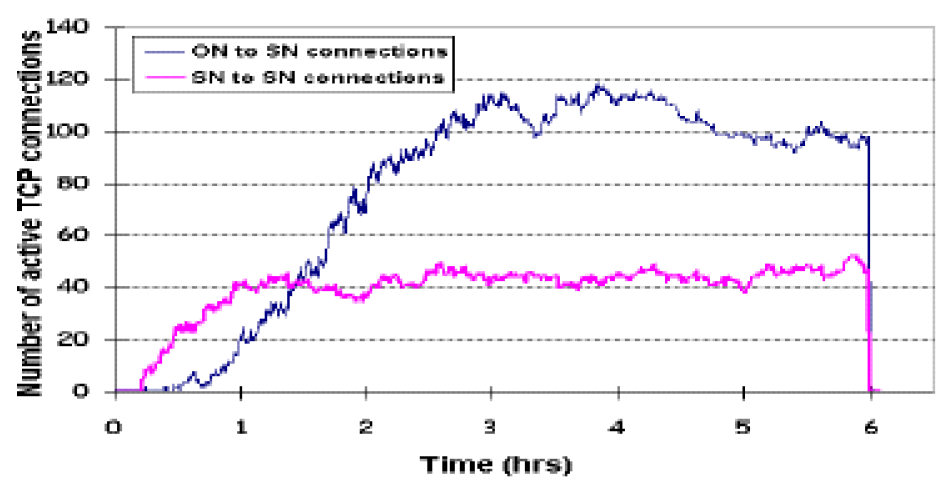 Number of active TCP connections
140
120
100
80
60
40
20
0
ON to SN connections
SN to SN connections
0 1 2 3 4 5 6
Time (hrs)